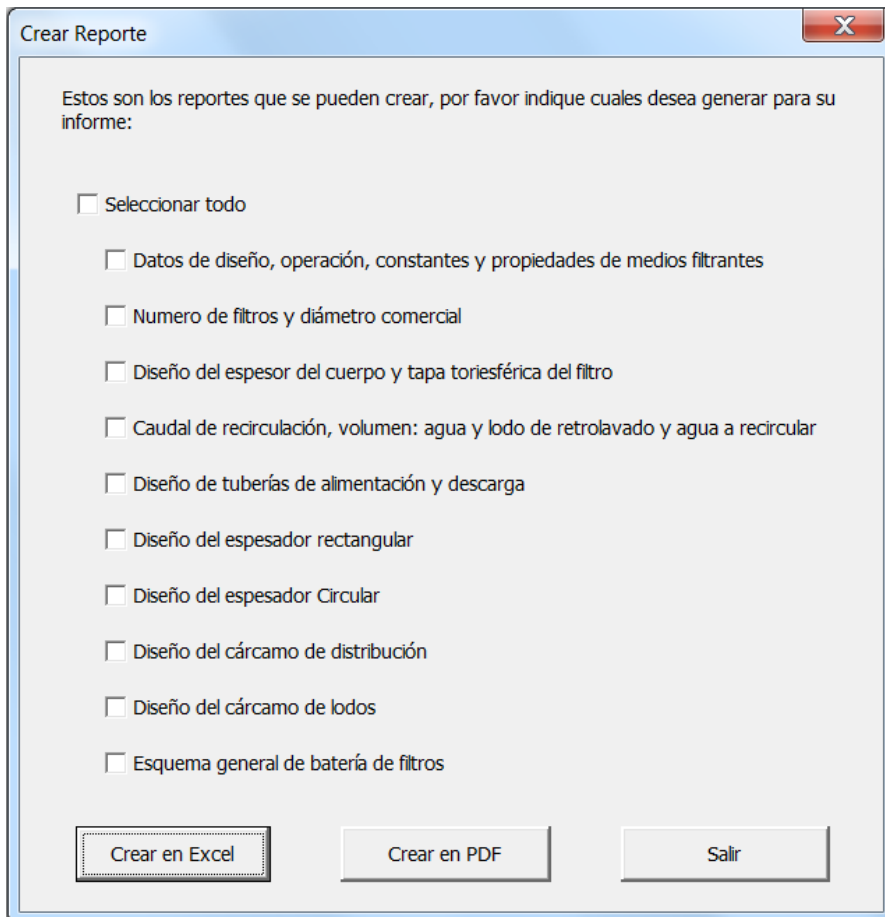 Crear Reporte
Estos son los reportes que se pueden crear, por favor indique cuales desea generar para su
informe:
Seleccionar todo
Datos de diseño, operación, constantes y propiedades de medios filtrantes
Numero de filtros y diámetro comercial
Diseño del espesor del cuerpo y tapa toriesférica del filtro
Caudal de recirculación, volumen: agua y lodo de retrolavado y agua a recircular
Diseño de tuberías de alimentación y descarga
Diseño del espesador rectangular
Diseño del espesador Circular
Diseño del cárcamo de distribución
Diseño del cárcamo de lodos
Esquema general de batería de filtros
Crear en Excel
Crear en PDF
Salir